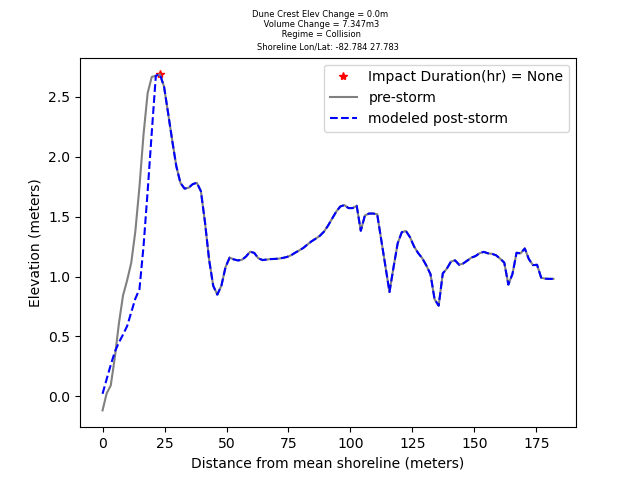 Dune Crest Elev Change = 0.0m
Volume Change = 7.347m3
Regime = Collision
Shoreline Lon/Lat: -82.784 27.783
Impact Duration(hr) = None
pre-storm
modeled post-storm
Elevation (meters)
2.5
2.0
1.5
1.0
0.5
0.0
0 25 50 75 100 125 150 175
Distance from mean shoreline (meters)